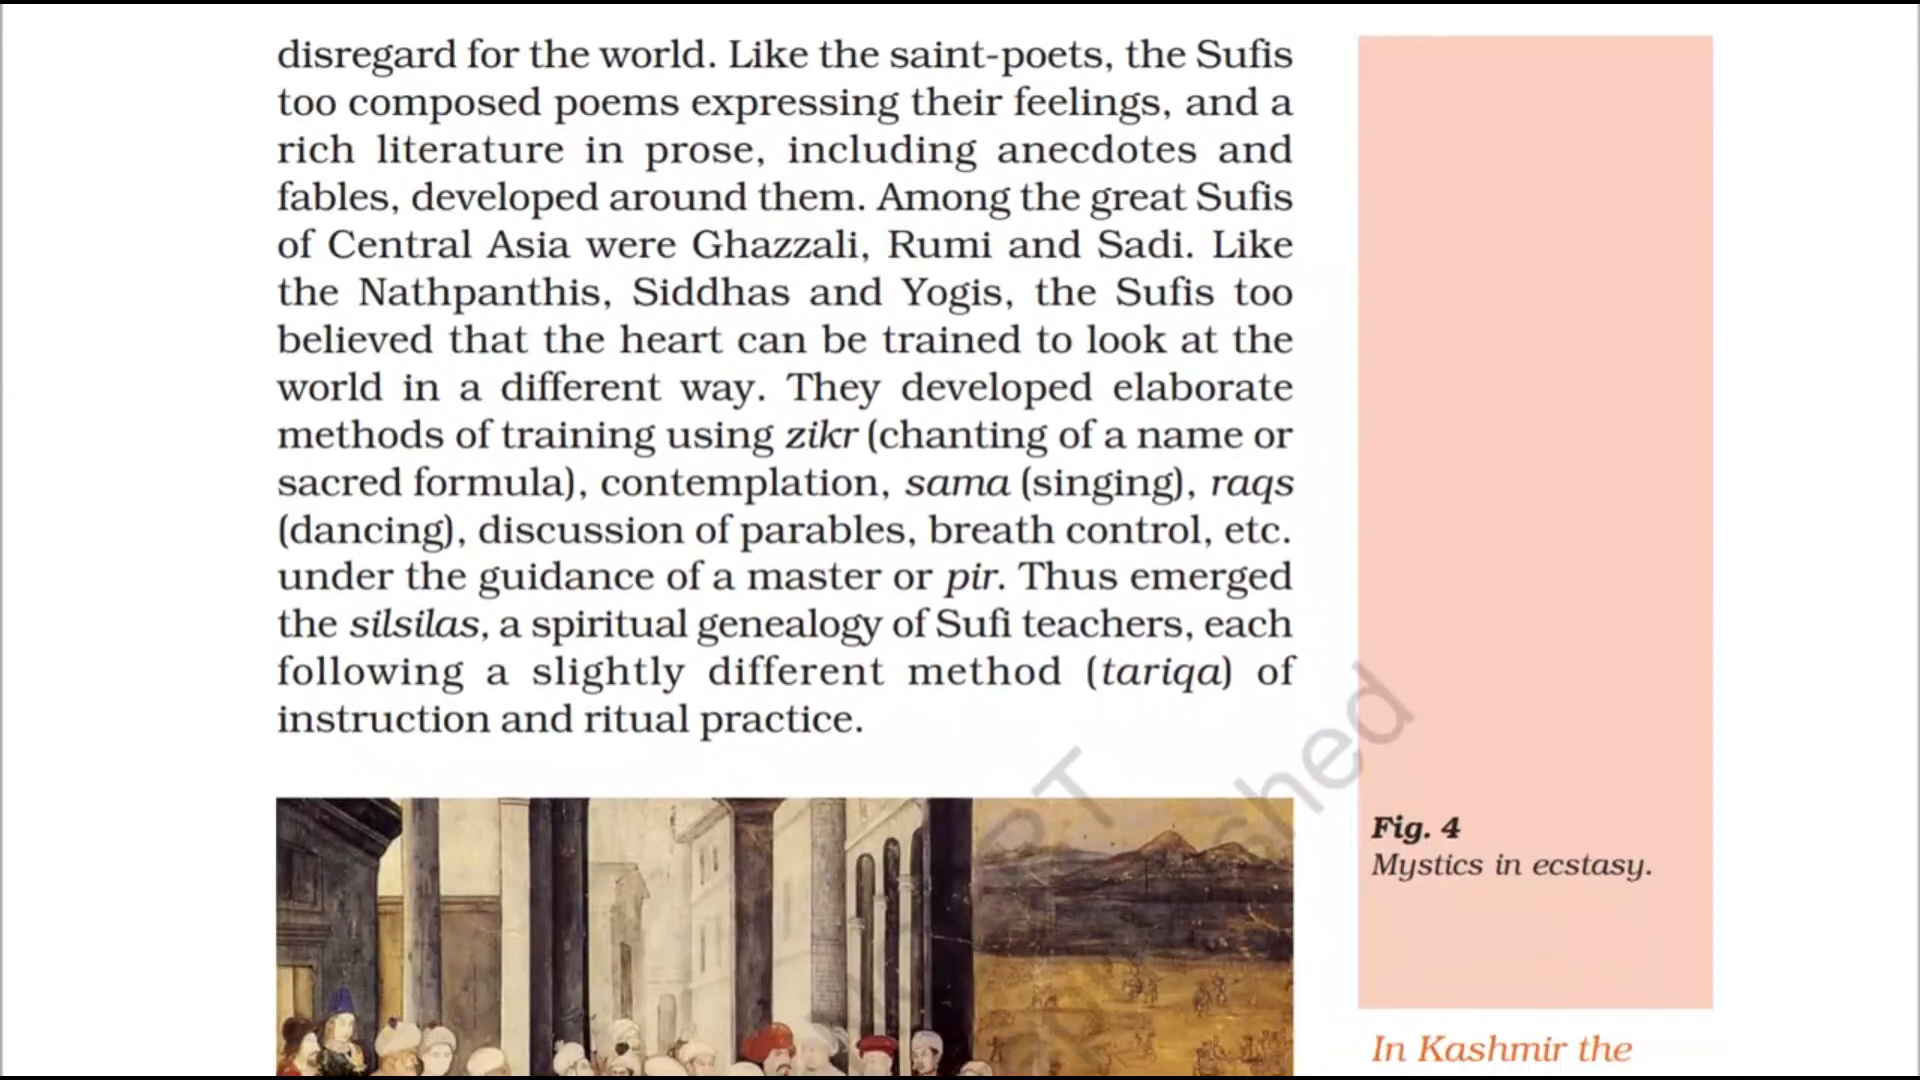 disregard for the world. Like the saint-poets, the Sufis
too composed poems expressing their feelings, and a
rich literature in prose, including anecdotes and
fables, developed around them. Among the great Sufis
of Central Asia were Ghazzali, Rumi and Sadi. Like
the Nathpanthis, Siddhas and Yogis, the Sufis too
believed that the heart can be trained to look at the
world in a different way. They developed elaborate
methods of training using zikr (chanting of a name or
sacred formula), contemplation, sama (singing), raqs
(dancing), discussion of parables, breath control, etc.
under the guidance of a master or pir. Thus emerged
the silsilas, a spiritual genealogy of Sufi teachers, each
following a slightly different method (tariqa) of
instruction and ritual practice.
Fig. 4
Mystics in ecstasy.
In Kashmir the